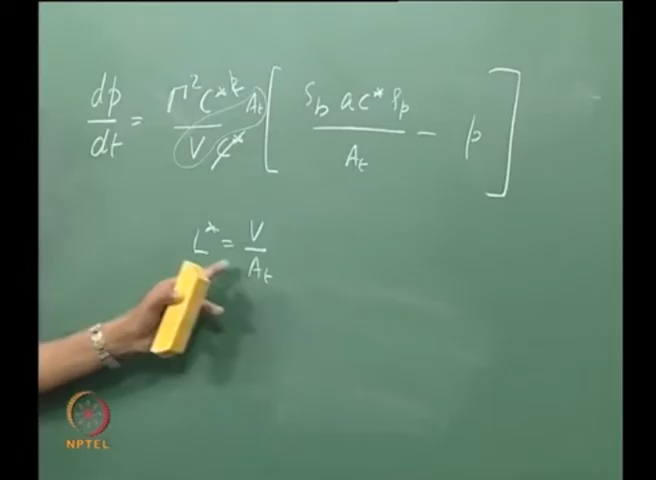 dp/dt = Γ² C*² A_t / V C* [ S_b a c* ρ_p / A_t − p ]
L* = V / A_t
NPTEL